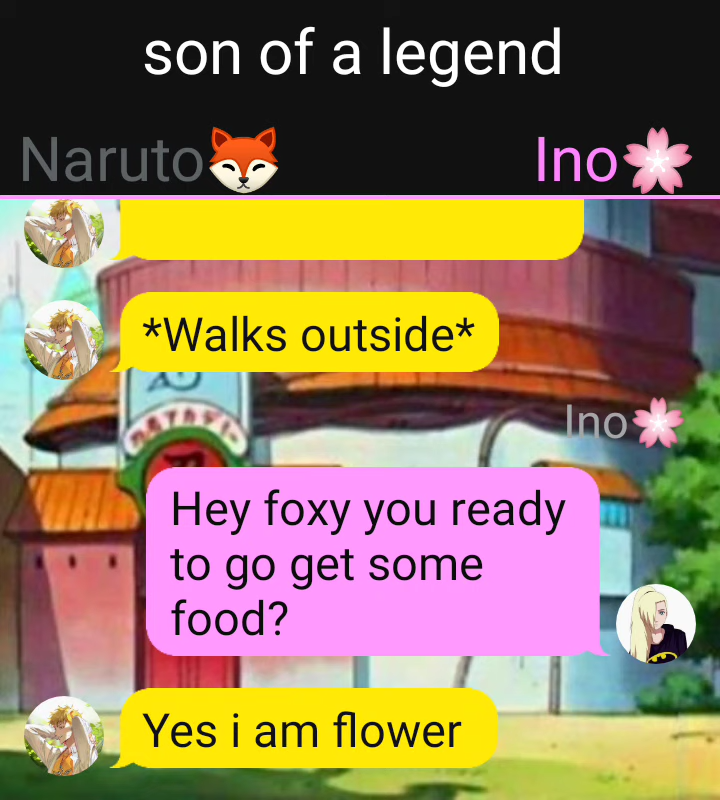 son of a legend
Naruto🦊 Ino🌸
*Walks outside*
Ino🌸
Hey foxy you ready
to go get some
food?
Yes i am flower